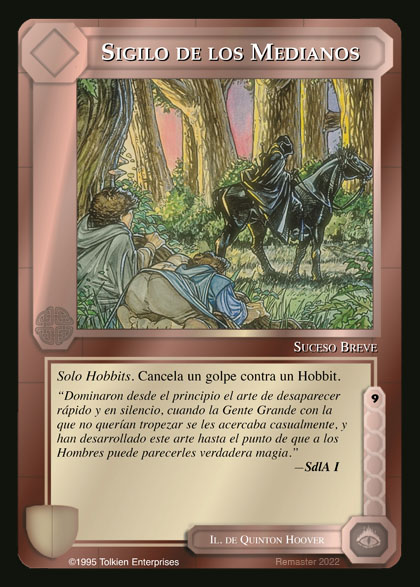 Sigilo de los Medianos
Suceso Breve
Solo Hobbits. Cancela un golpe contra un Hobbit.
“Dominaron desde el principio el arte de desaparecer
rápido y en silencio, cuando la Gente Grande con la
que no querían tropezar se les acercaba casualmente, y
han desarrollado este arte hasta el punto de que a los
Hombres puede parecerles verdadera magia.”
—SdlA I
9
Il. de Quinton Hoover
©1995 Tolkien Enterprises
Remaster 2022